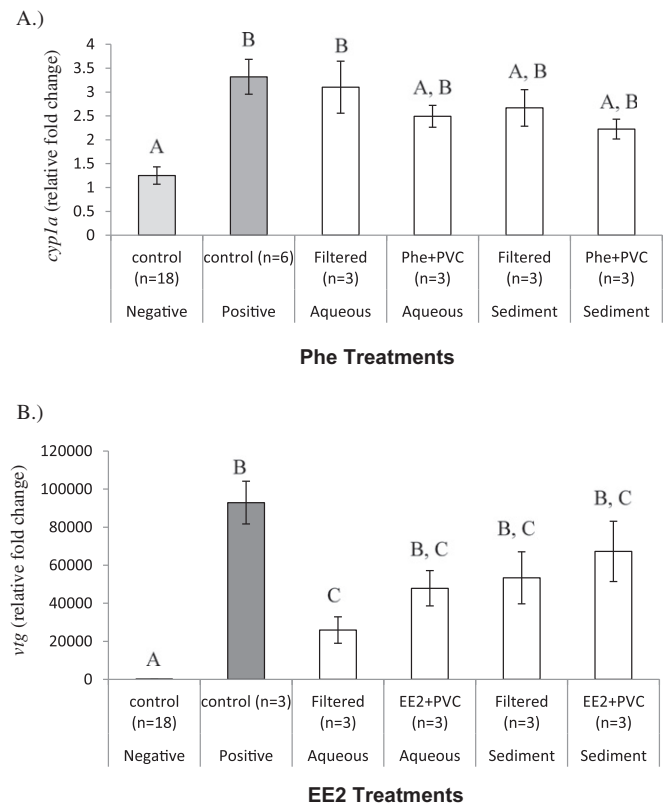 A.)
cyp1a (relative fold change)
4
3.5
3
2.5
2
1.5
1
0.5
0
A
B
B
A, B
A, B
A, B
control (n=18)
control (n=6)
Filtered (n=3)
Phe+PVC (n=3)
Filtered (n=3)
Phe+PVC (n=3)
Negative
Positive
Aqueous
Aqueous
Sediment
Sediment
Phe Treatments
B.)
vtg (relative fold change)
120000
100000
80000
60000
40000
20000
0
A
B
C
B, C
B, C
B, C
control (n=18)
control (n=3)
Filtered (n=3)
EE2+PVC (n=3)
Filtered (n=3)
EE2+PVC (n=3)
Negative
Positive
Aqueous
Aqueous
Sediment
Sediment
EE2 Treatments